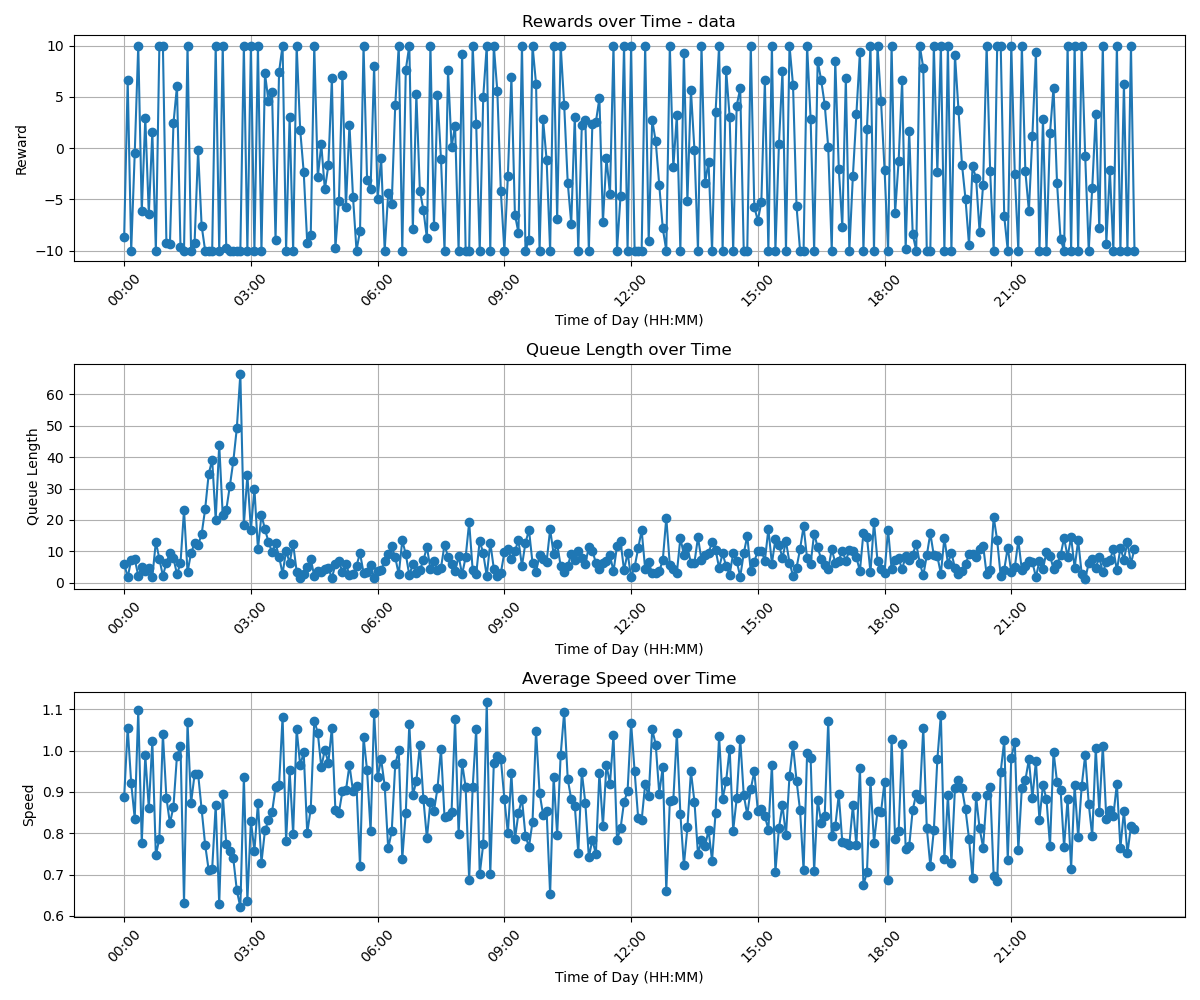 Rewards over Time - data
10
5
0
−5
−10
Reward
00:00 03:00 06:00 09:00 12:00 15:00 18:00 21:00
Time of Day (HH:MM)
Queue Length over Time
60
50
40
30
20
10
0
Queue Length
00:00 03:00 06:00 09:00 12:00 15:00 18:00 21:00
Time of Day (HH:MM)
Average Speed over Time
1.1
1.0
0.9
0.8
0.7
0.6
Speed
00:00 03:00 06:00 09:00 12:00 15:00 18:00 21:00
Time of Day (HH:MM)